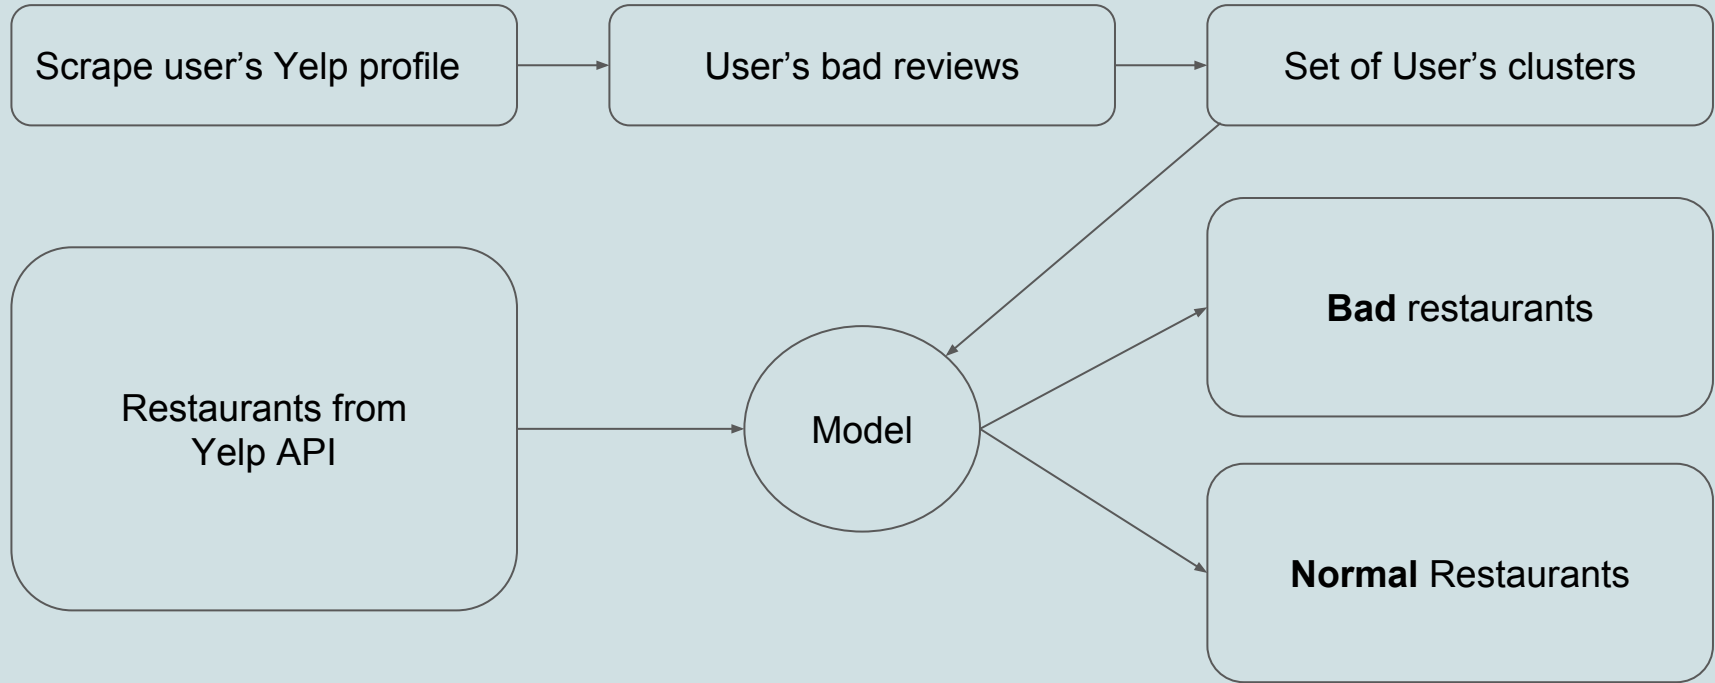 Scrape user’s Yelp profile
User’s bad reviews
Set of User’s clusters
Bad restaurants
Restaurants from
Yelp API
Model
Normal Restaurants